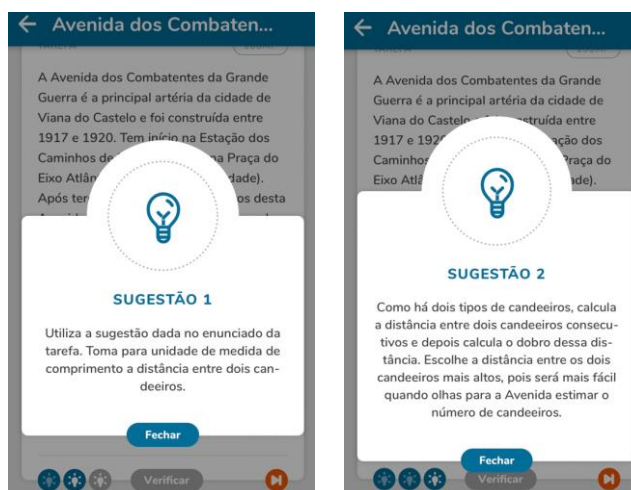 Avenida dos Combaten...
A Avenida dos Combatentes da Grande
Guerra é a principal artéria da cidade de
Viana do Castelo e foi construída entre
1917 e 1920. Tem início na Estação dos
Caminhos de na Praça do
Eixo Atlân dade).
Após ter os desta
SUGESTÃO 1
Utiliza a sugestão dada no enunciado da
tarefa. Toma para unidade de medida de
comprimento a distância entre dois can-
deeiros.
Fechar
Verificar
Avenida dos Combaten...
A Avenida dos Combatentes da Grande
Guerra é a principal artéria da cidade de
Viana do Castelo struída entre
1917 e 192 ação dos
Caminhos Praça do
Eixo Atlâ de).
SUGESTÃO 2
Como há dois tipos de candeeiros, calcula
a distância entre dois candeeiros consecu-
tivos e depois calcula o dobro dessa dis-
tância. Escolhe a distância entre os dois
candeeiros mais altos, pois será mais fácil
quando olhas para a Avenida estimar o
número de candeeiros.
Fechar
Verificar